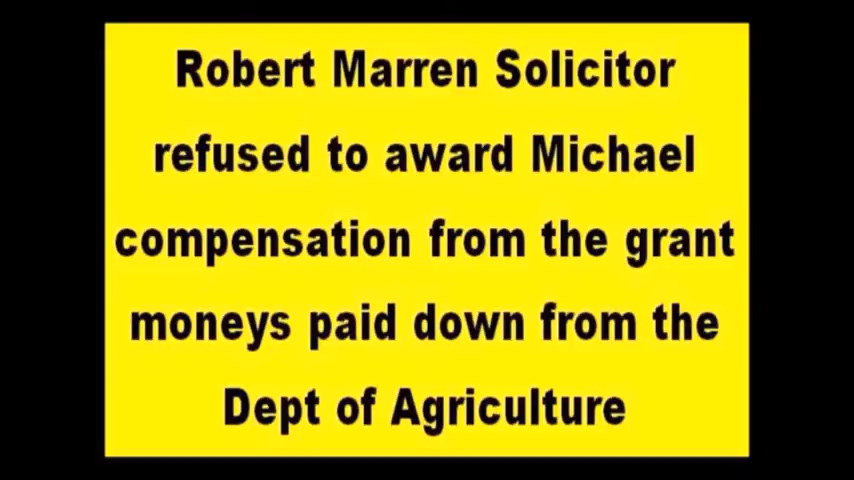 Robert Marren Solicitor
refused to award Michael
compensation from the grant
moneys paid down from the
Dept of Agriculture